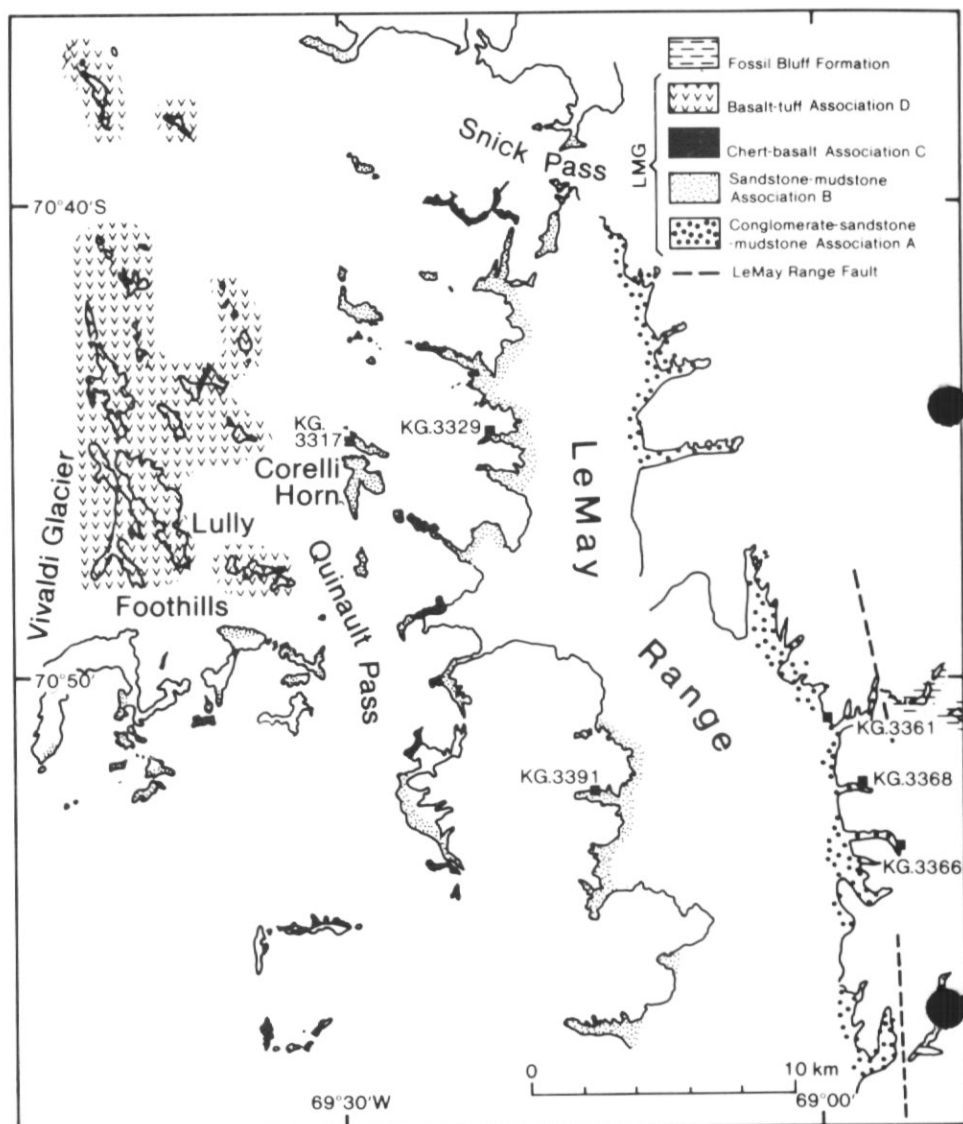 Fossil Bluff Formation
Basalt-tuff Association D
Chert-basalt Association C
Sandstone-mudstone
Association B
Conglomerate-sandstone
-mudstone Association A
LeMay Range Fault
LMG
Snick Pass
70°40'S
KG.
3317
KG.3329
Corelli
Horn
LeMay
Range
Vivaldi Glacier
Lully
Foothills
Quinault Pass
70°50'
KG.3361
KG.3391
KG.3368
KG.3366
0
10 km
69°30'W
69°00'